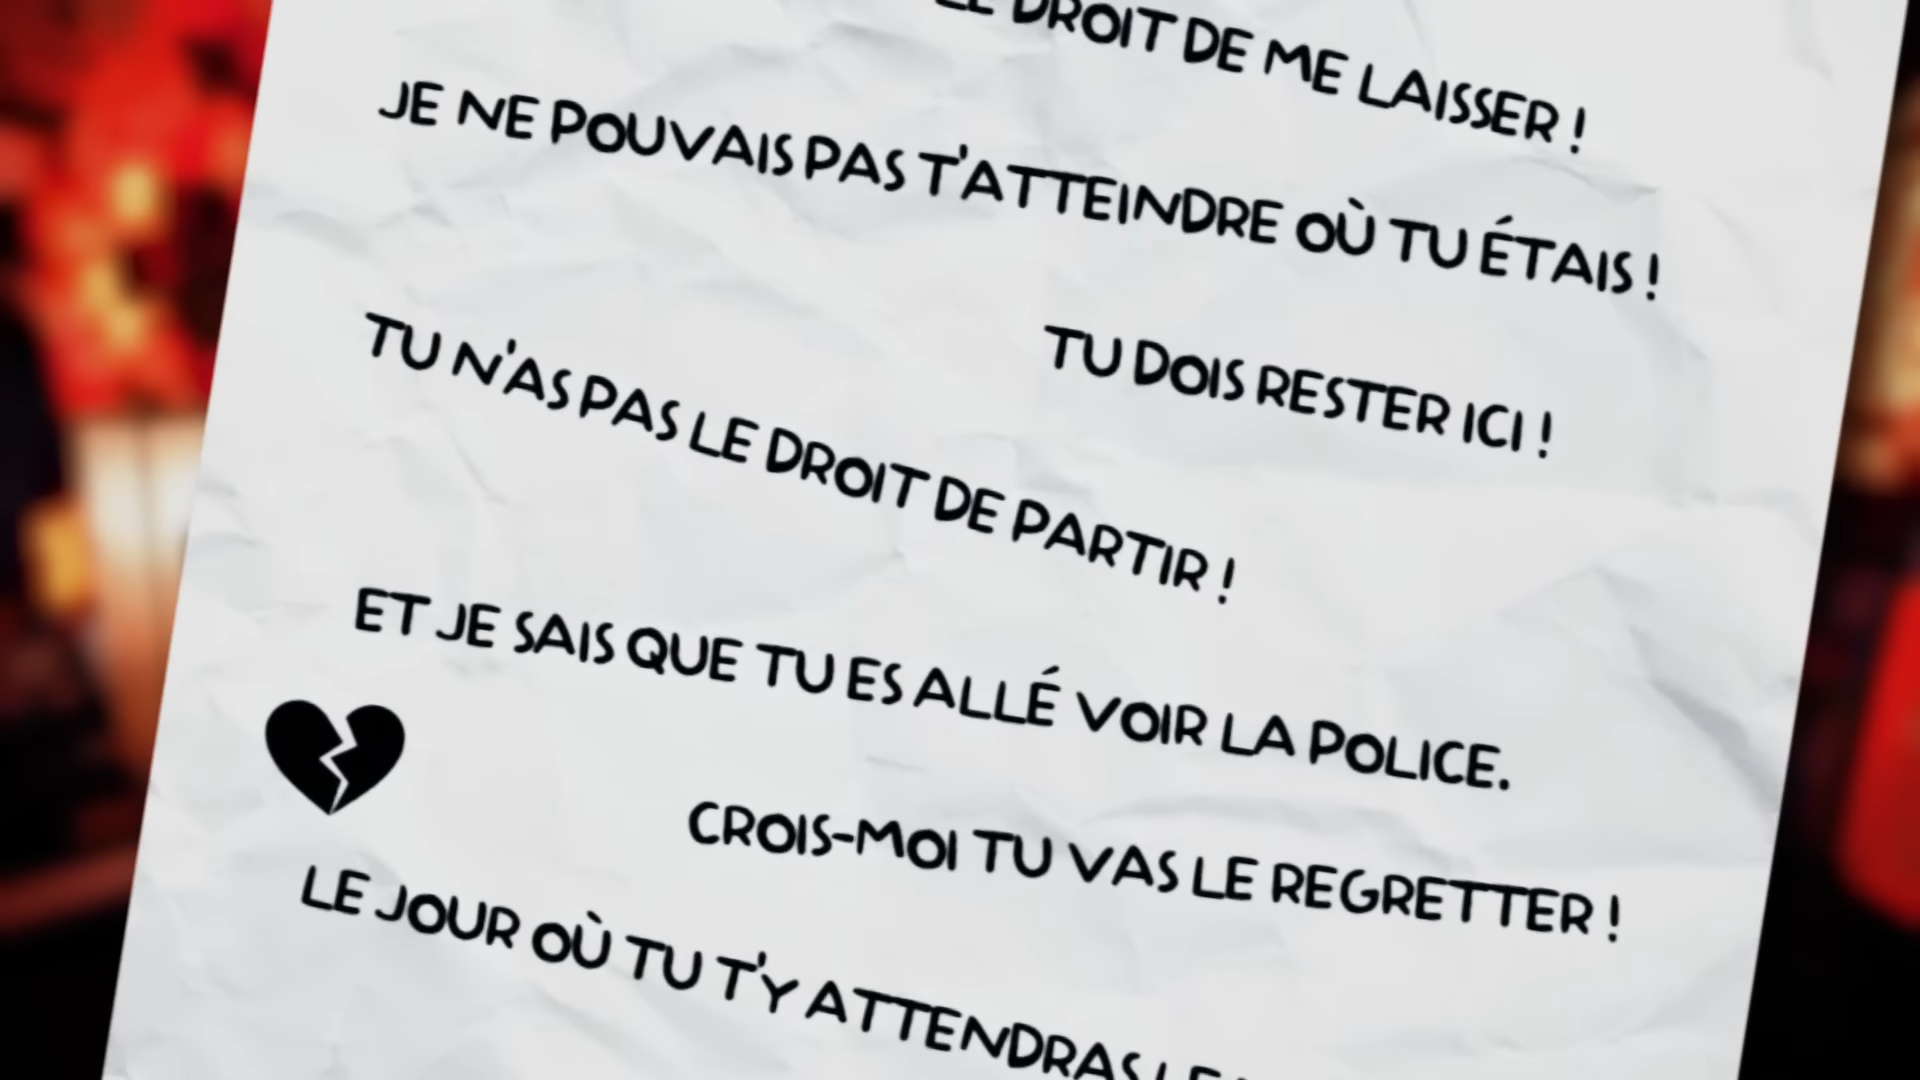 LE DROIT DE ME LAISSER !
JE NE POUVAIS PAS T'ATTEINDRE OÙ TU ÉTAIS !
TU DOIS RESTER ICI !
TU N'AS PAS LE DROIT DE PARTIR !
ET JE SAIS QUE TU ES ALLÉ VOIR LA POLICE.
CROIS-MOI TU VAS LE REGRETTER !
LE JOUR OÙ TU T'Y ATTENDRAS LE